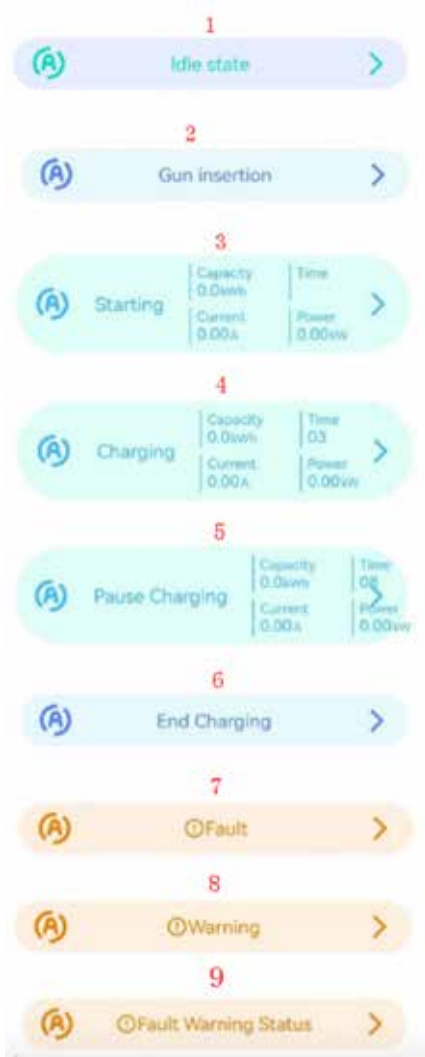 1
Idle state
2
Gun insertion
3
Capacity Time
0.0kWh
Starting
Current Power
0.00A 0.00kW
4
Capacity Time
0.0kWh 03
Charging
Current Power
0.00A 0.00kW
5
Capacity Time
0.0kWh 08
Pause Charging
Current Power
0.00A 0.00kW
6
End Charging
7
Fault
8
Warning
9
Fault Warning Status